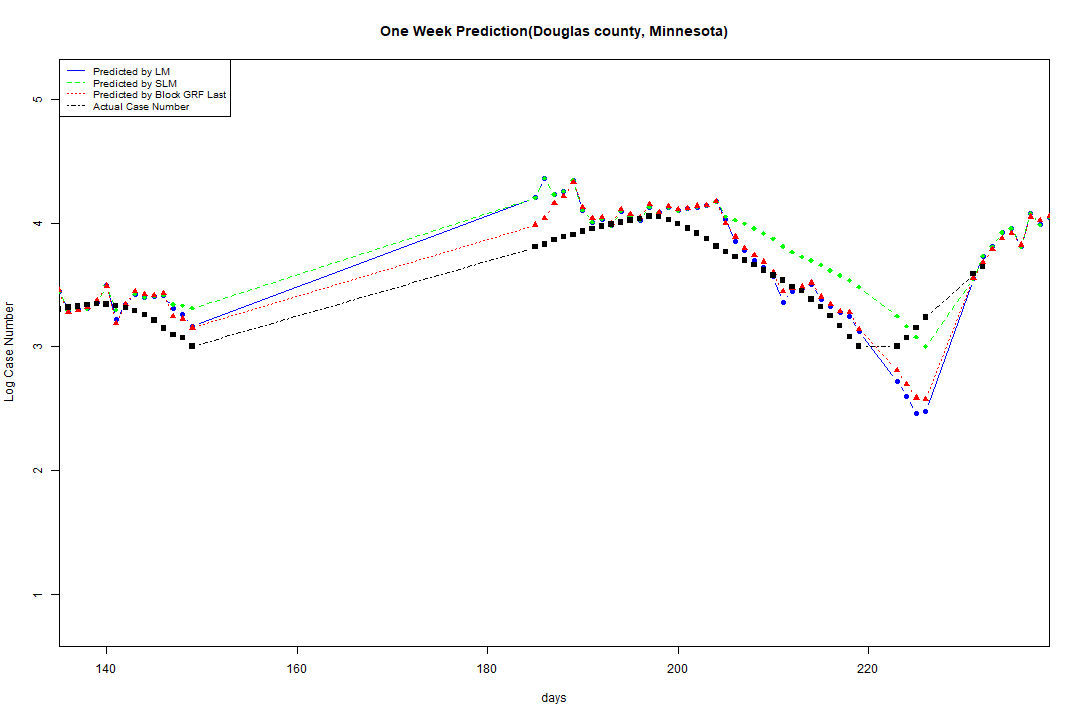 One Week Prediction(Douglas county, Minnesota)
Predicted by LM
Predicted by SLM
Predicted by Block GRF Last
Actual Case Number
5
4
3
2
1
Log Case Number
140 160 180 200 220
days